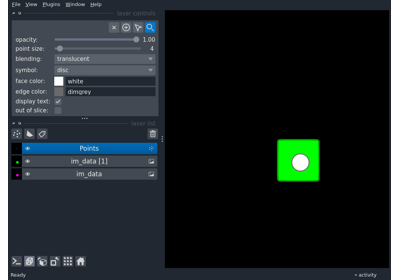 File View Plugins Window Help
layer controls
opacity: 1.00
point size: 4
blending: translucent
symbol: disc
face color: white
edge color: dimgrey
display text:
out of slice:
layer list
Points
im_data [1]
im_data
activity